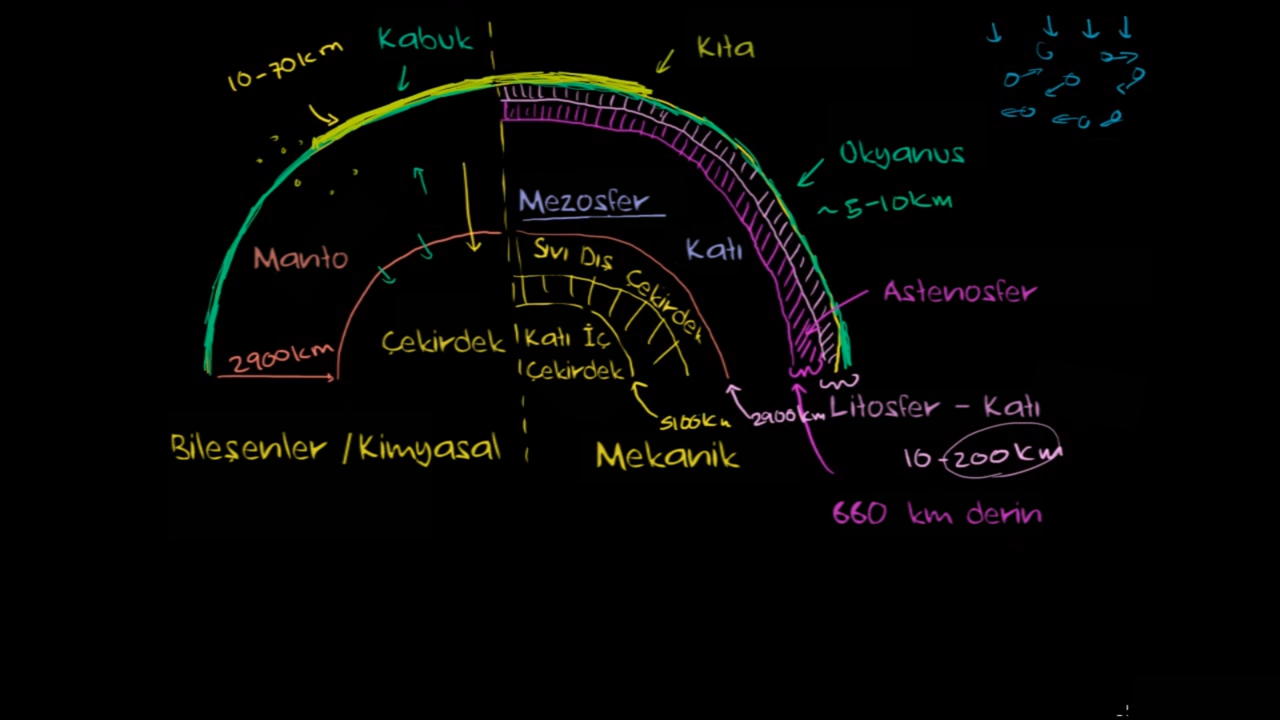 10-70km
Kabuk
Kıta
Okyanus
~5-10km
Mezosfer
Manto
Sıvı Dış Çekirdek
Katı
Astenosfer
2900km
Çekirdek
Katı İç
Çekirdek
5100km
2900km
Litosfer - Katı
10-200km
Bileşenler /Kimyasal
Mekanik
660 km derin